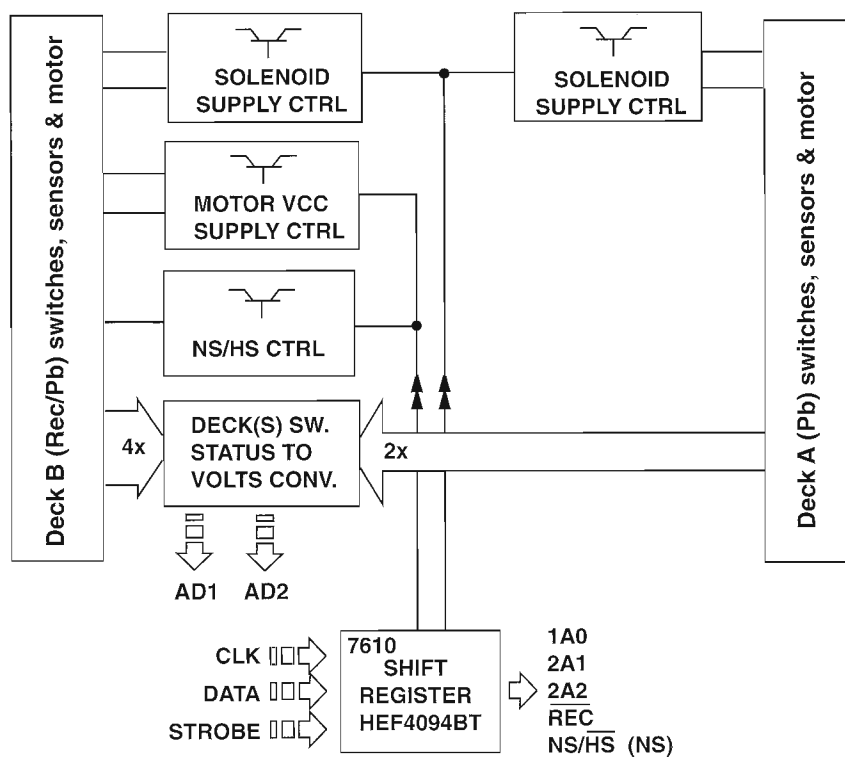 Deck B (Rec/Pb) switches, sensors & motor
SOLENOID
SUPPLY CTRL
SOLENOID
SUPPLY CTRL
Deck A (Pb) switches, sensors & motor
MOTOR VCC
SUPPLY CTRL
NS/HS CTRL
4x
DECK(S) SW.
STATUS TO
VOLTS CONV.
2x
AD1
AD2
CLK
DATA
STROBE
7610
SHIFT
REGISTER
HEF4094BT
1A0
2A1
2A2
R̅E̅C̅
NS/H̅S̅ (NS)